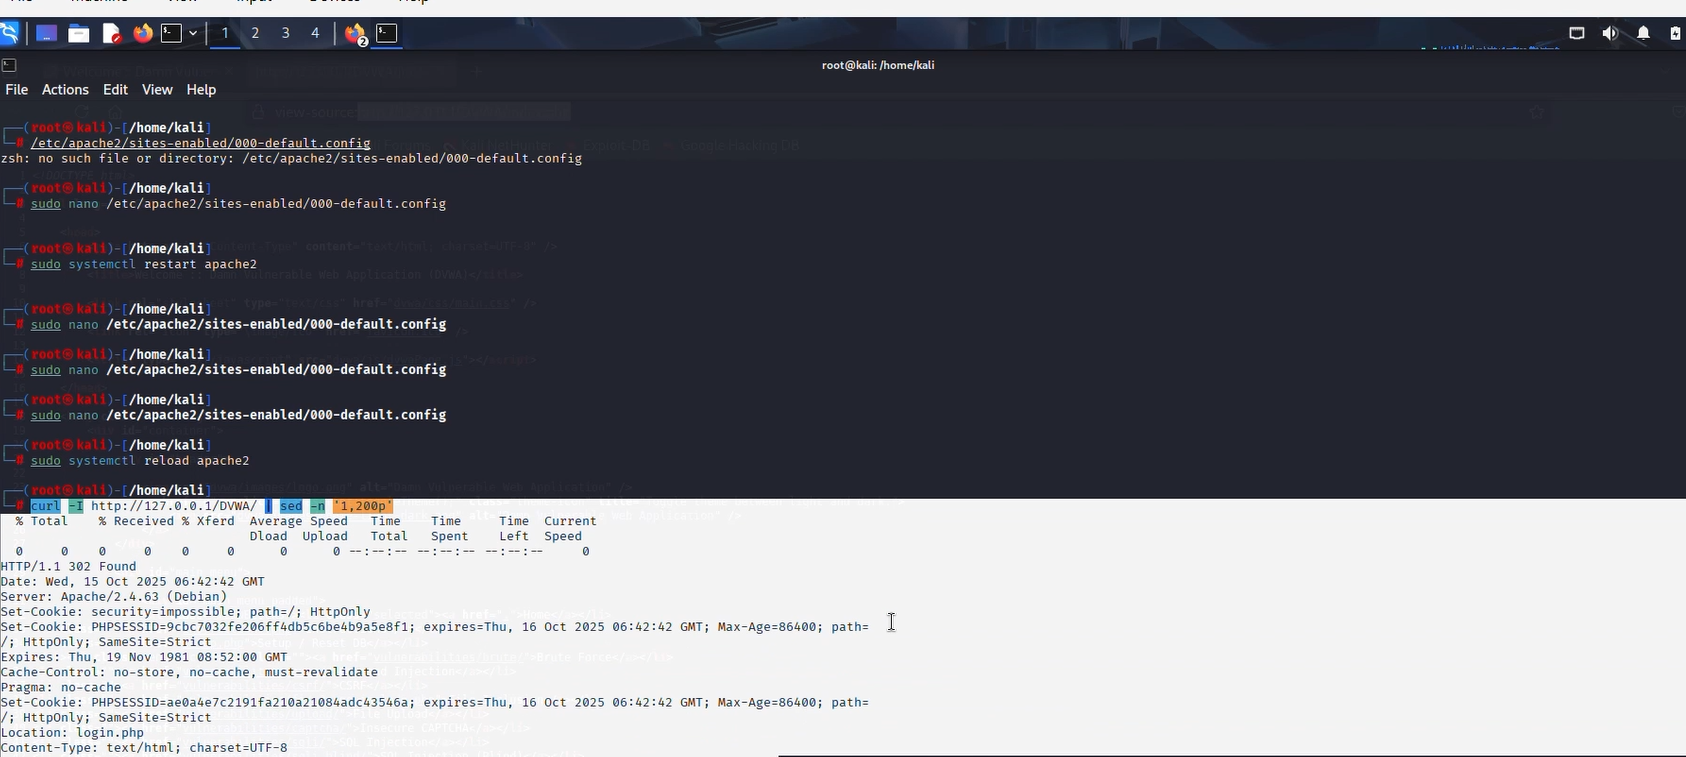 File Machine View Input Devices Help
1 2 3 4 2
root@kali: /home/kali
File Actions Edit View Help
view-source:
┌──(root㉿kali)-[/home/kali]
└─# /etc/apache2/sites-enabled/000-default.config
zsh: no such file or directory: /etc/apache2/sites-enabled/000-default.config
┌──(root㉿kali)-[/home/kali]
└─# sudo nano /etc/apache2/sites-enabled/000-default.config
┌──(root㉿kali)-[/home/kali]
└─# sudo systemctl restart apache2
┌──(root㉿kali)-[/home/kali]
└─# sudo nano /etc/apache2/sites-enabled/000-default.config
┌──(root㉿kali)-[/home/kali]
└─# sudo nano /etc/apache2/sites-enabled/000-default.config
┌──(root㉿kali)-[/home/kali]
└─# sudo nano /etc/apache2/sites-enabled/000-default.config
┌──(root㉿kali)-[/home/kali]
└─# sudo systemctl reload apache2
┌──(root㉿kali)-[/home/kali]
└─# curl -I http://127.0.0.1/DVWA/ | sed -n '1,200p'
% Total % Received % Xferd Average Speed Time Time Time Current
Dload Upload Total Spent Left Speed
0 0 0 0 0 0 0 0 --:--:-- --:--:-- --:--:-- 0
HTTP/1.1 302 Found
Date: Wed, 15 Oct 2025 06:42:42 GMT
Server: Apache/2.4.63 (Debian)
Set-Cookie: security=impossible; path=/; HttpOnly
Set-Cookie: PHPSESSID=9cbc7032fe206ff4db5c6be4b9a5e8f1; expires=Thu, 16 Oct 2025 06:42:42 GMT; Max-Age=86400; path=
/; HttpOnly; SameSite=Strict
Expires: Thu, 19 Nov 1981 08:52:00 GMT
Cache-Control: no-store, no-cache, must-revalidate
Pragma: no-cache
Set-Cookie: PHPSESSID=ae0a4e7c2191fa210a21084adc43546a; expires=Thu, 16 Oct 2025 06:42:42 GMT; Max-Age=86400; path=
/; HttpOnly; SameSite=Strict
Location: login.php
Content-Type: text/html; charset=UTF-8